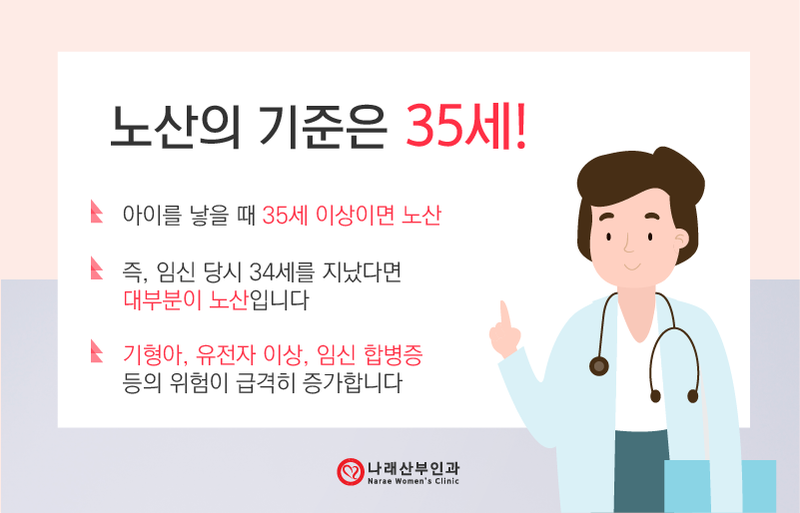 노산의 기준은 35세!
아이를 낳을 때 35세 이상이면 노산
즉, 임신 당시 34세를 지났다면
대부분이 노산입니다
기형아, 유전자 이상, 임신 합병증
등의 위험이 급격히 증가합니다
나래산부인과
Narae Women's Clinic